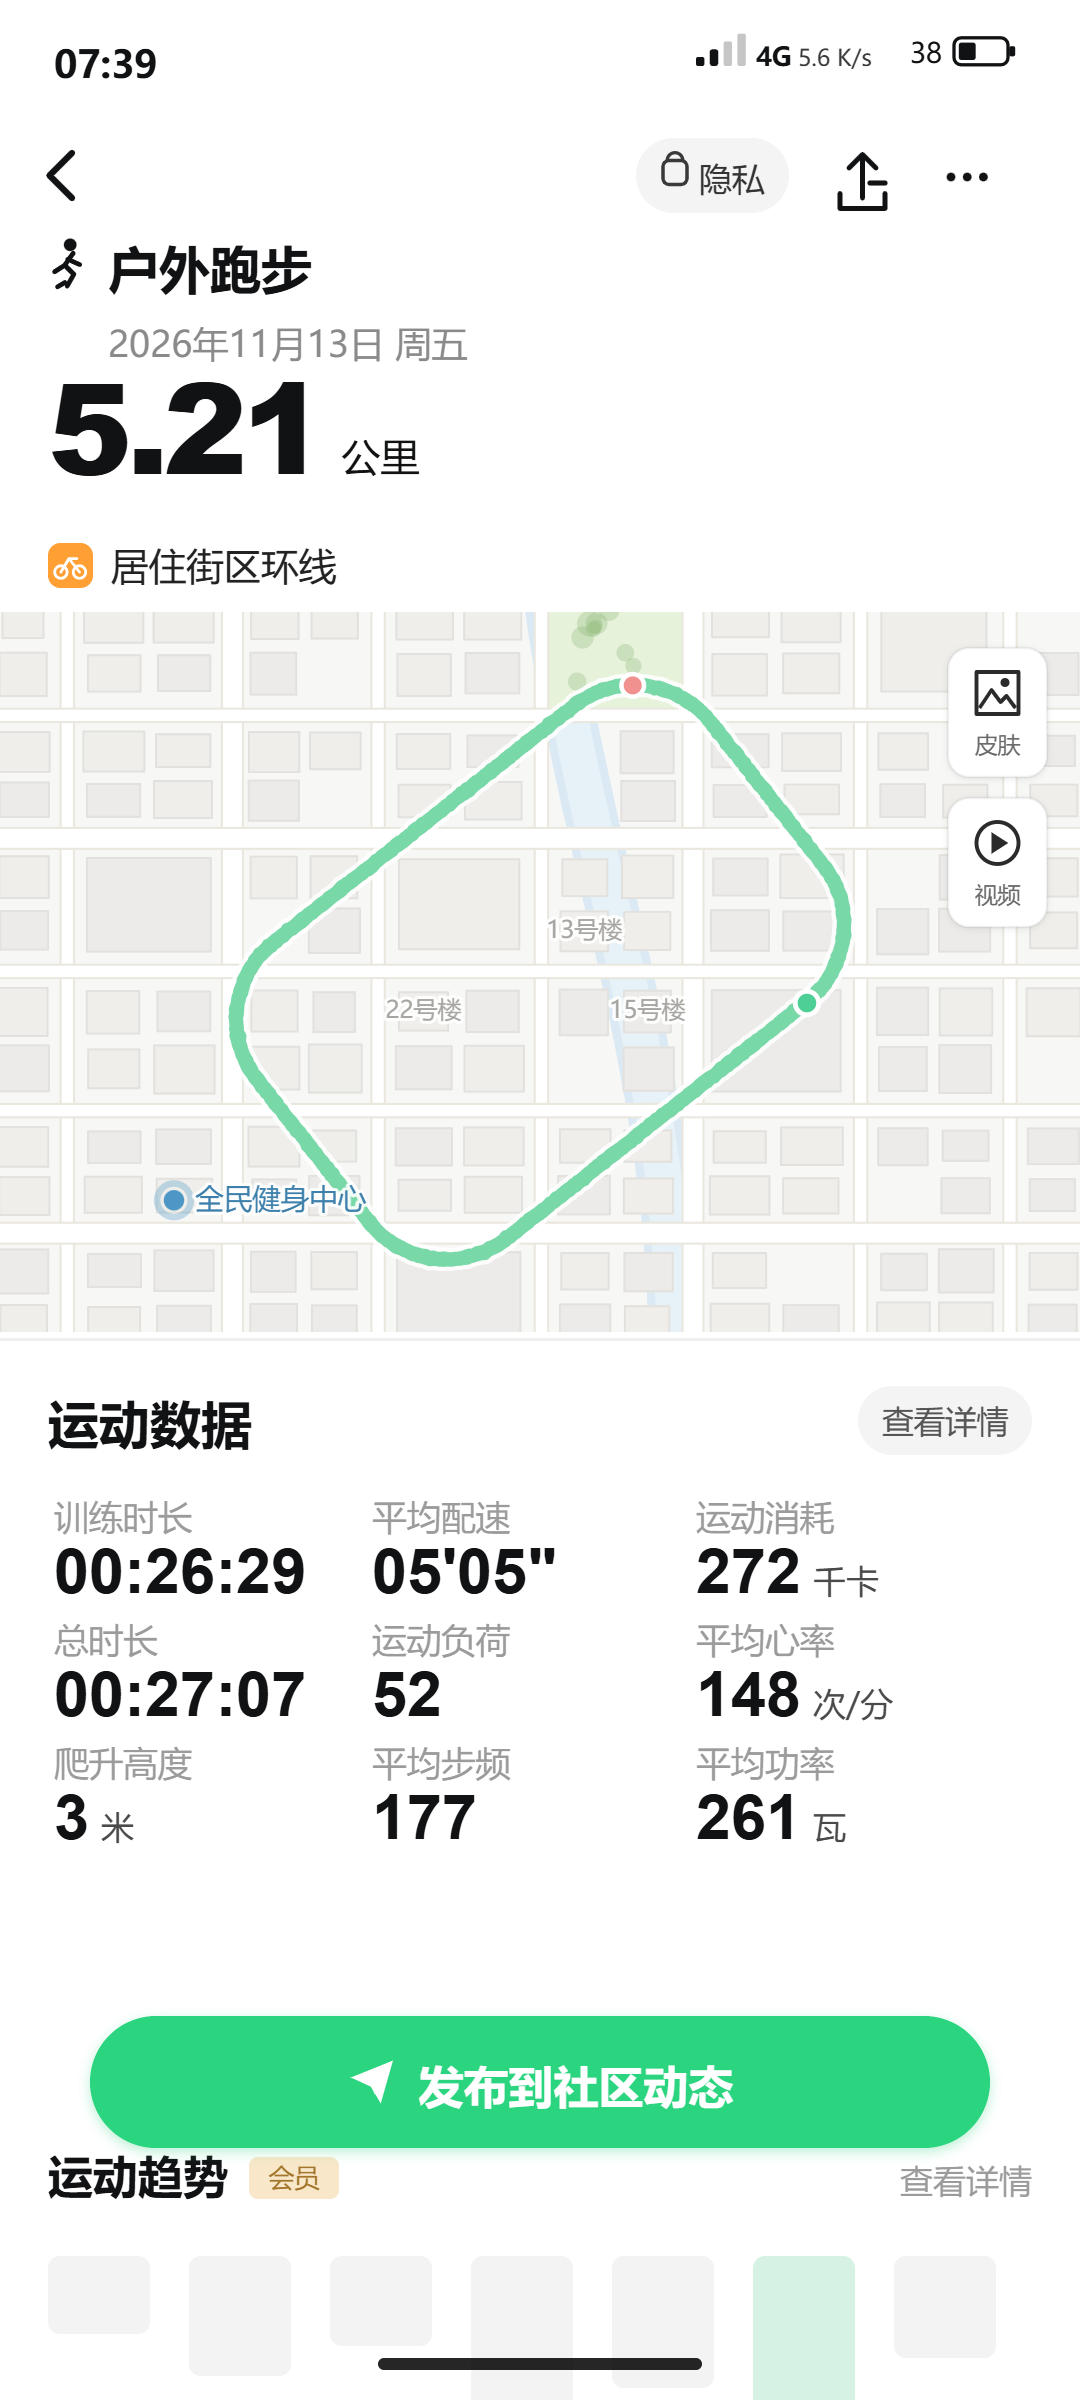 07:39
4G 5.6 K/s 38
隐私
户外跑步
2026年11月13日 周五
5.21 公里
居住街区环线
皮肤
视频
13号楼
22号楼
15号楼
全民健身中心
运动数据
查看详情
训练时长 平均配速 运动消耗
00:26:29 05'05" 272 千卡
总时长 运动负荷 平均心率
00:27:07 52 148 次/分
爬升高度 平均步频 平均功率
3 米 177 261 瓦
发布到社区动态
运动趋势 会员 查看详情